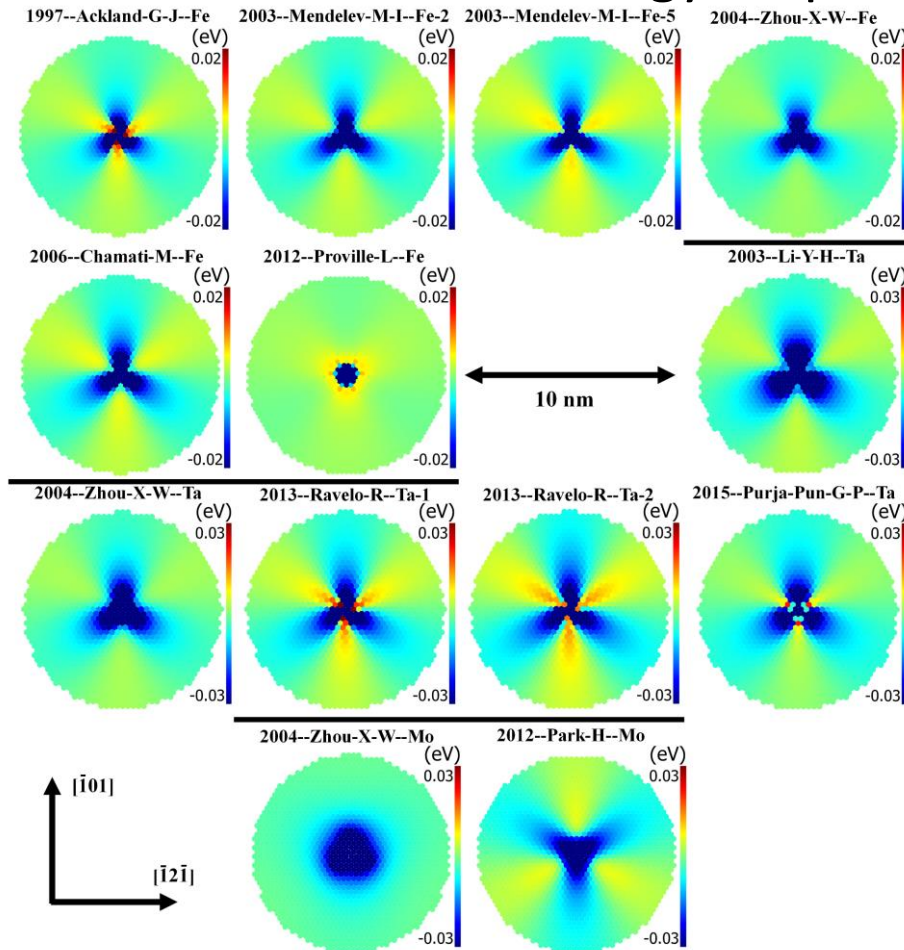 1997--Ackland-G-J--Fe 2003--Mendelev-M-I--Fe-2 2003--Mendelev-M-I--Fe-5 2004--Zhou-X-W--Fe
(eV) (eV) (eV) (eV)
0.02 0.02 0.02 0.02
-0.02 -0.02 -0.02 -0.02
2006--Chamati-M--Fe 2012--Proville-L--Fe 2003--Li-Y-H--Ta
(eV) (eV) (eV)
0.02 0.02 0.03
10 nm
-0.02 -0.02 -0.03
2004--Zhou-X-W--Ta 2013--Ravelo-R--Ta-1 2013--Ravelo-R--Ta-2 2015--Purja-Pun-G-P--Ta
(eV) (eV) (eV) (eV)
0.03 0.03 0.03 0.03
-0.03 -0.03 -0.03 -0.03
2004--Zhou-X-W--Mo 2012--Park-H--Mo
(eV) (eV)
0.03 0.03
[1̅01]
[1̅21̅]
-0.03 -0.03